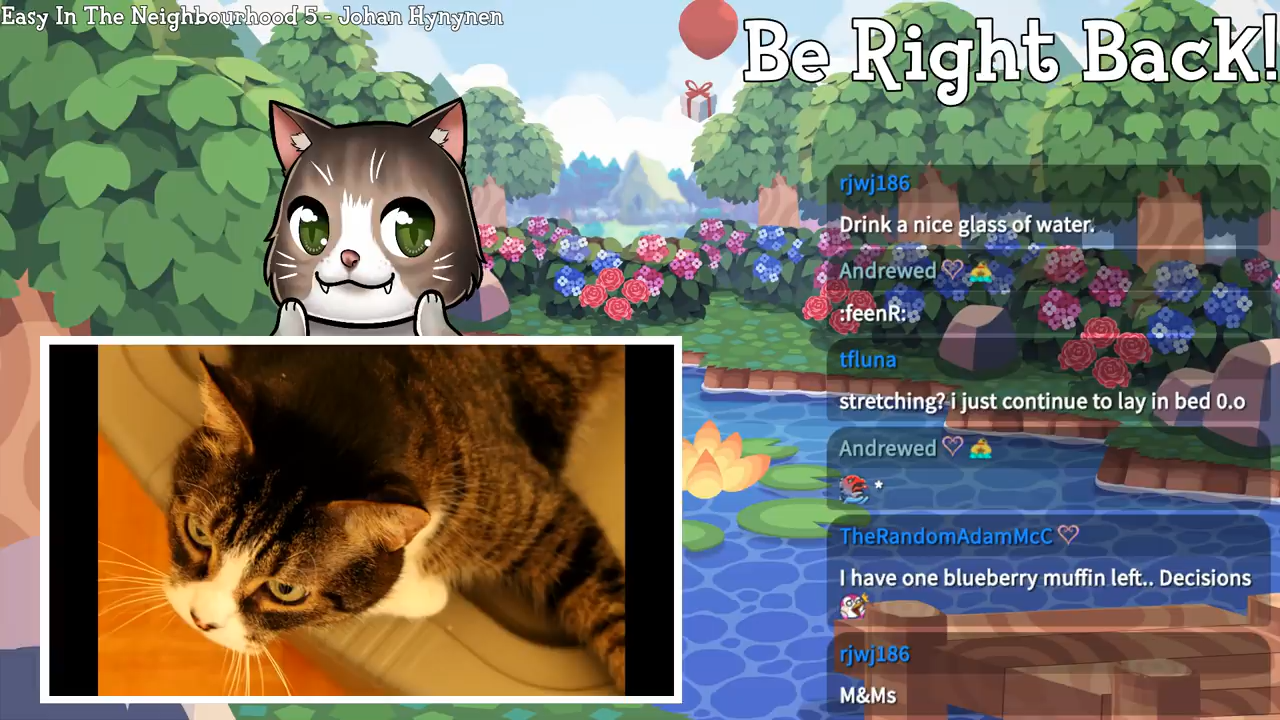 Easy In The Neighbourhood 5 - Johan Hynynen
Be Right Back!
rjwj186
Drink a nice glass of water.
Andrewed
:feenR:
tfluna
stretching? i just continue to lay in bed 0.o
Andrewed
*
TheRandomAdamMcC
I have one blueberry muffin left.. Decisions
rjwj186
M&Ms